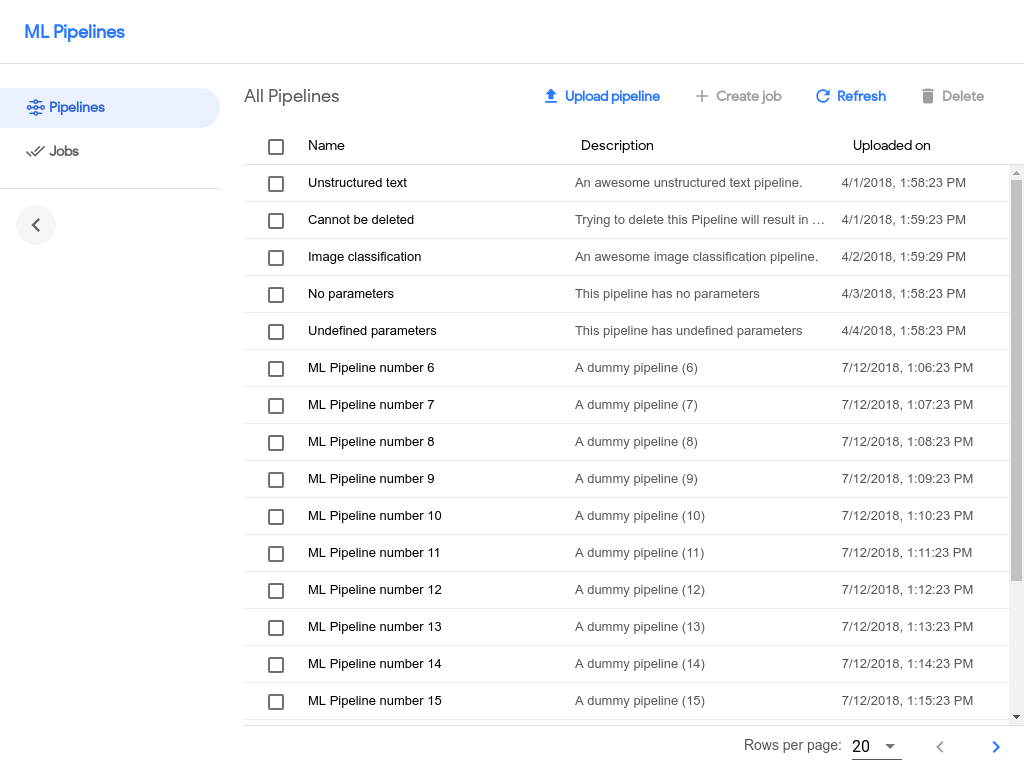 ML Pipelines
Pipelines
Jobs
All Pipelines
Upload pipeline
Create job
Refresh
Delete
Name Description Uploaded on
Unstructured text An awesome unstructured text pipeline. 4/1/2018, 1:58:23 PM
Cannot be deleted Trying to delete this Pipeline will result in … 4/1/2018, 1:59:23 PM
Image classification An awesome image classification pipeline. 4/2/2018, 1:59:29 PM
No parameters This pipeline has no parameters 4/3/2018, 1:58:23 PM
Undefined parameters This pipeline has undefined parameters 4/4/2018, 1:58:23 PM
ML Pipeline number 6 A dummy pipeline (6) 7/12/2018, 1:06:23 PM
ML Pipeline number 7 A dummy pipeline (7) 7/12/2018, 1:07:23 PM
ML Pipeline number 8 A dummy pipeline (8) 7/12/2018, 1:08:23 PM
ML Pipeline number 9 A dummy pipeline (9) 7/12/2018, 1:09:23 PM
ML Pipeline number 10 A dummy pipeline (10) 7/12/2018, 1:10:23 PM
ML Pipeline number 11 A dummy pipeline (11) 7/12/2018, 1:11:23 PM
ML Pipeline number 12 A dummy pipeline (12) 7/12/2018, 1:12:23 PM
ML Pipeline number 13 A dummy pipeline (13) 7/12/2018, 1:13:23 PM
ML Pipeline number 14 A dummy pipeline (14) 7/12/2018, 1:14:23 PM
ML Pipeline number 15 A dummy pipeline (15) 7/12/2018, 1:15:23 PM
Rows per page: 20